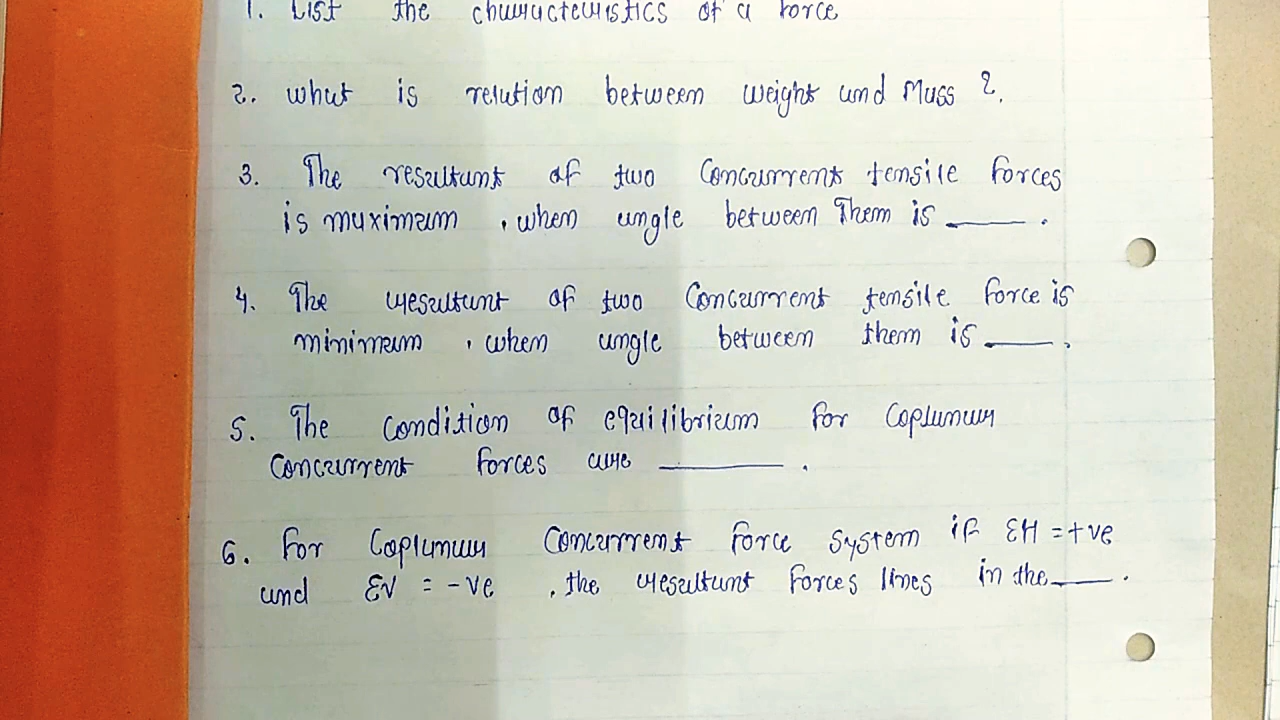 1. List the characteristics of a force
2. what is relation between weight and Mass ?.
3. The resultant of two Concurrent tensile forces
is maximum , when angle between Them is ____ .
4. The resultant of two Concurrent tensile force is
minimum , when angle between them is ____ .
5. The condition of equilibrium for Coplanar
Concurrent forces are ____ .
6. For Coplanar Concurrent force system if ΣH = +ve
and ΣV = -ve , the resultant forces lines in the ____ .